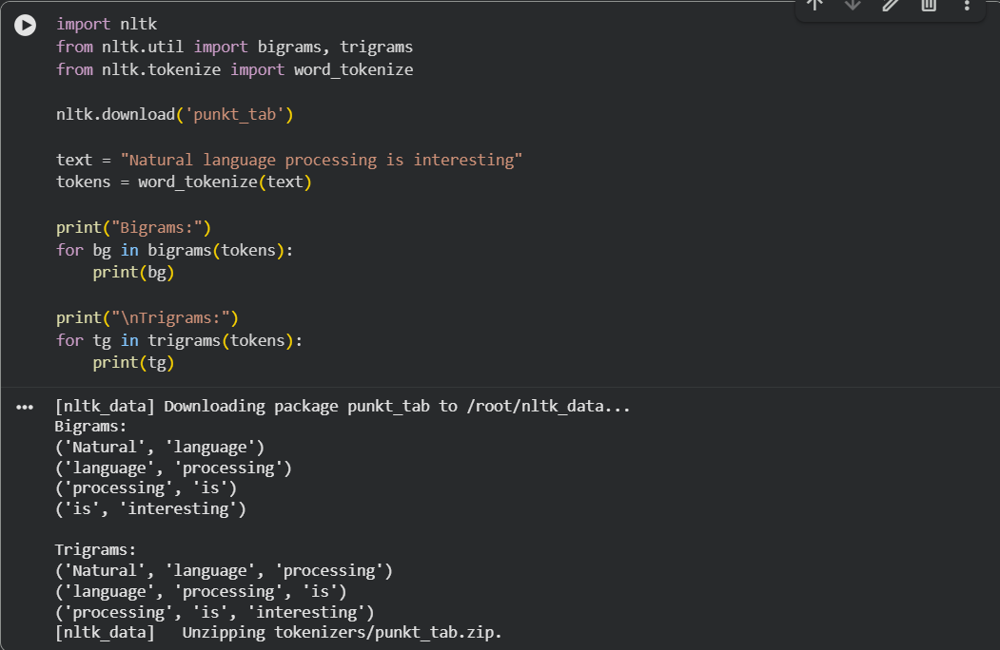 import nltk
from nltk.util import bigrams, trigrams
from nltk.tokenize import word_tokenize

nltk.download('punkt_tab')

text = "Natural language processing is interesting"
tokens = word_tokenize(text)

print("Bigrams:")
for bg in bigrams(tokens):
    print(bg)

print("\nTrigrams:")
for tg in trigrams(tokens):
    print(tg)

[nltk_data] Downloading package punkt_tab to /root/nltk_data...
Bigrams:
('Natural', 'language')
('language', 'processing')
('processing', 'is')
('is', 'interesting')

Trigrams:
('Natural', 'language', 'processing')
('language', 'processing', 'is')
('processing', 'is', 'interesting')
[nltk_data]   Unzipping tokenizers/punkt_tab.zip.